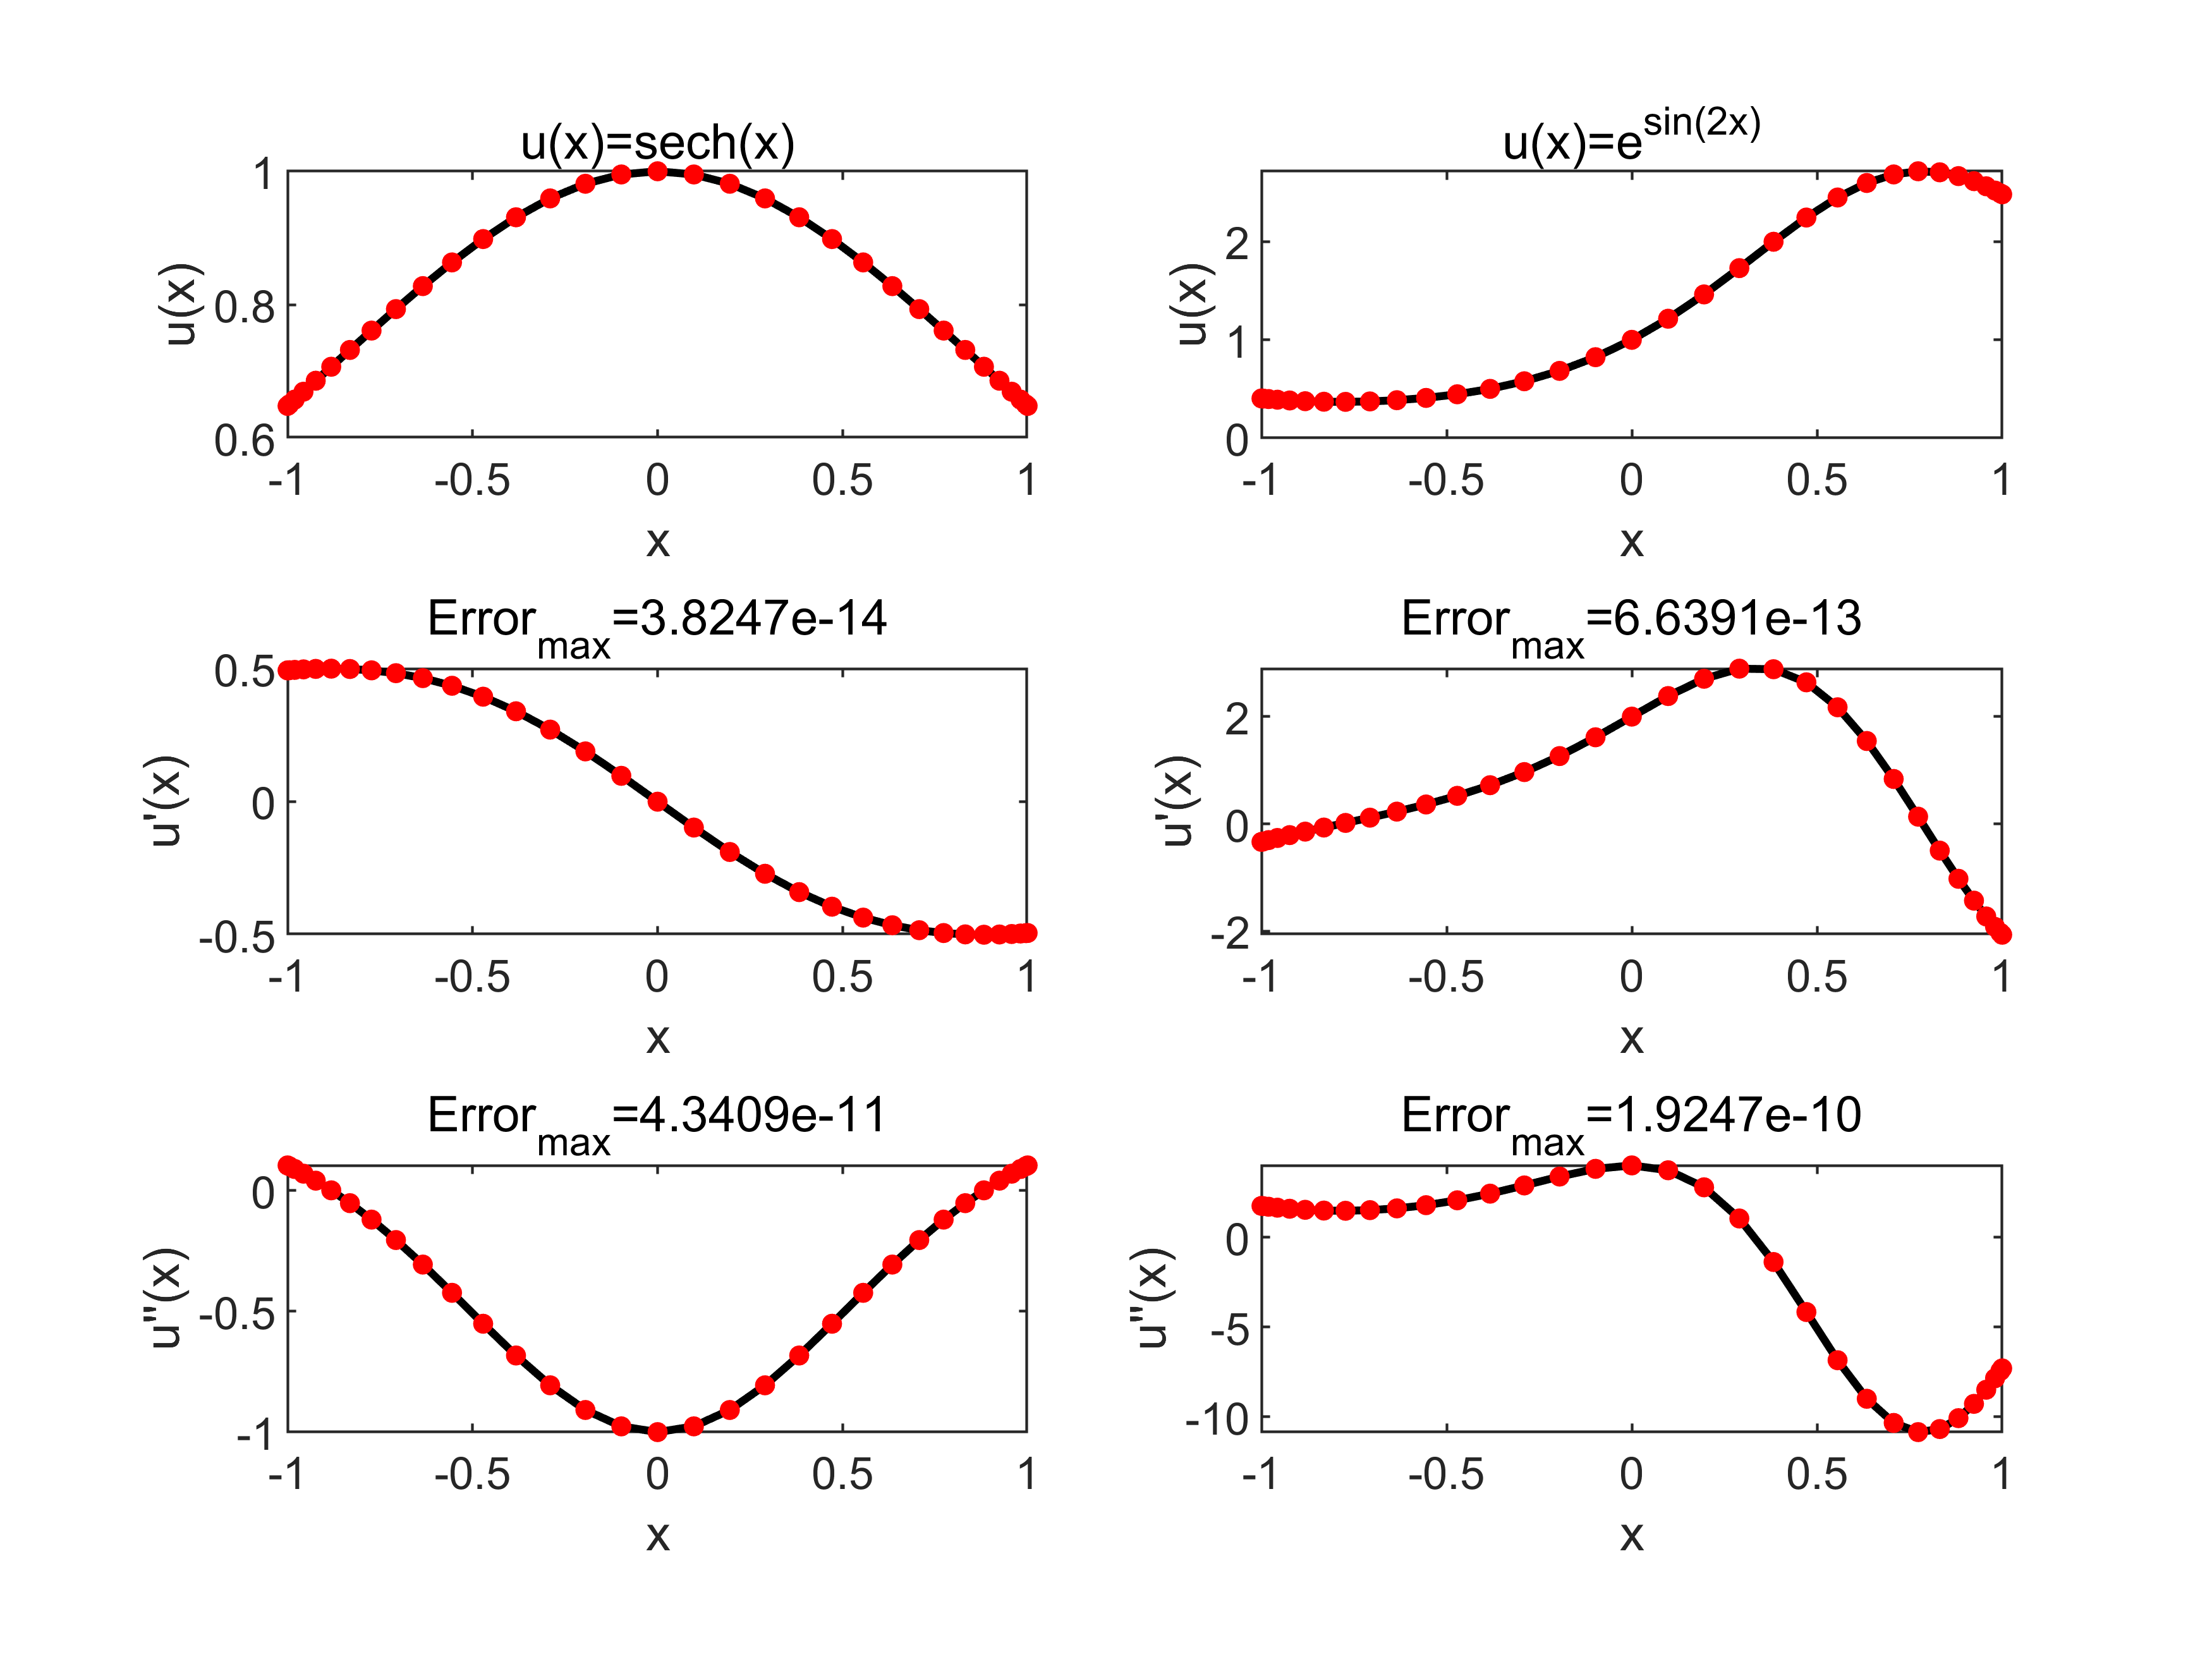 u(x)=sech(x)
u(x)
1
0.8
0.6
-1 -0.5 0 0.5 1
x
u(x)=e^sin(2x)
u(x)
2
1
0
-1 -0.5 0 0.5 1
x
Error_max=3.8247e-14
u'(x)
0.5
0
-0.5
-1 -0.5 0 0.5 1
x
Error_max=6.6391e-13
u'(x)
2
0
-2
-1 -0.5 0 0.5 1
x
Error_max=4.3409e-11
u''(x)
0
-0.5
-1
-1 -0.5 0 0.5 1
x
Error_max=1.9247e-10
u''(x)
0
-5
-10
-1 -0.5 0 0.5 1
x